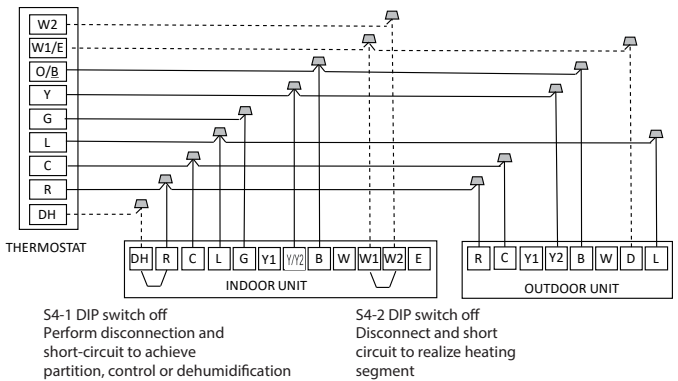 W2
W1/E
O/B
Y
G
L
C
R
DH
THERMOSTAT
DH R C L G Y1 Y/Y2 B W W1 W2 E
INDOOR UNIT
R C Y1 Y2 B W D L
OUTDOOR UNIT
S4-1 DIP switch off
Perform disconnection and
short-circuit to achieve
partition, control or dehumidification
S4-2 DIP switch off
Disconnect and short
circuit to realize heating
segment